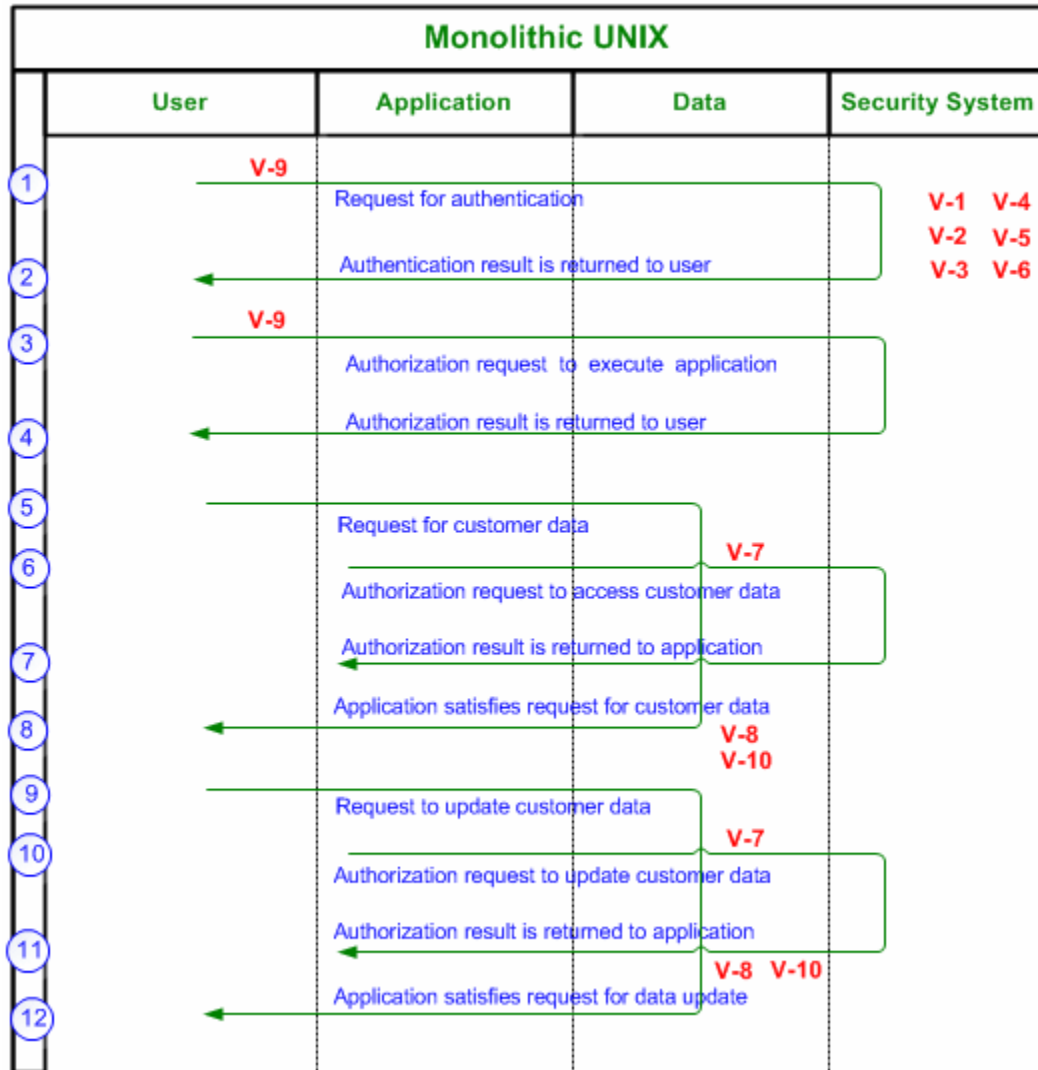 Monolithic UNIX
User Application Data Security System
V-9
1
Request for authentication
V-1 V-4
V-2 V-5
Authentication result is returned to user
V-3 V-6
2
V-9
3
Authorization request to execute application
Authorization result is returned to user
4
5
Request for customer data
V-7
6
Authorization request to access customer data
Authorization result is returned to application
7
Application satisfies request for customer data
8
V-8
V-10
9
Request to update customer data
V-7
10
Authorization request to update customer data
Authorization result is returned to application
11
V-8 V-10
Application satisfies request for data update
12